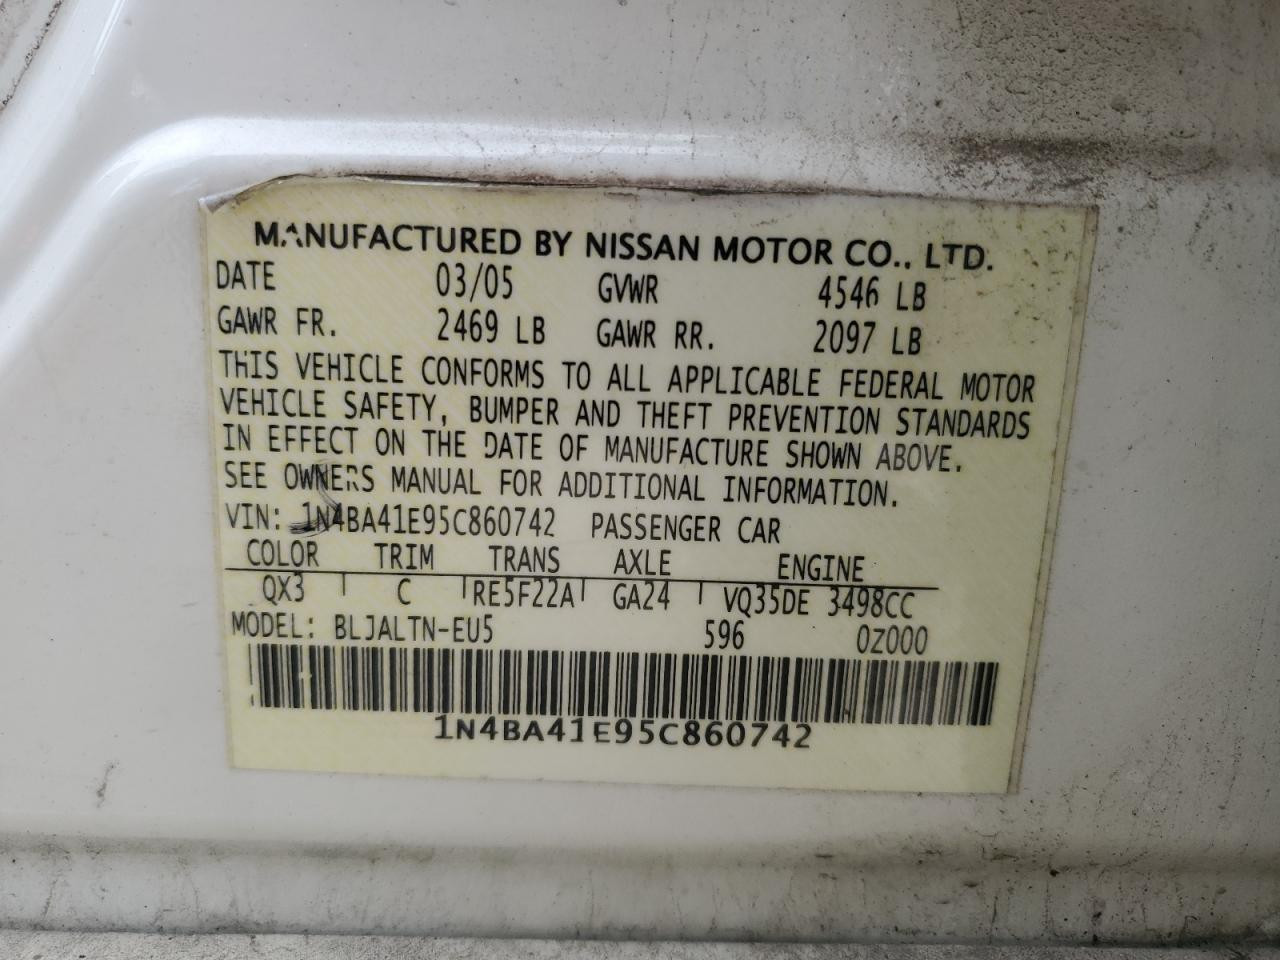 MANUFACTURED BY NISSAN MOTOR CO., LTD.
DATE 03/05 GVWR 4546 LB
GAWR FR. 2469 LB GAWR RR. 2097 LB
THIS VEHICLE CONFORMS TO ALL APPLICABLE FEDERAL MOTOR
VEHICLE SAFETY, BUMPER AND THEFT PREVENTION STANDARDS
IN EFFECT ON THE DATE OF MANUFACTURE SHOWN ABOVE.
SEE OWNERS MANUAL FOR ADDITIONAL INFORMATION.
VIN: 1N4BA41E95C860742 PASSENGER CAR
COLOR TRIM TRANS AXLE ENGINE
QX3 C RE5F22A GA24 VQ35DE 3498CC
MODEL: BLJALTN-EU5 596 0Z000
1N4BA41E95C860742